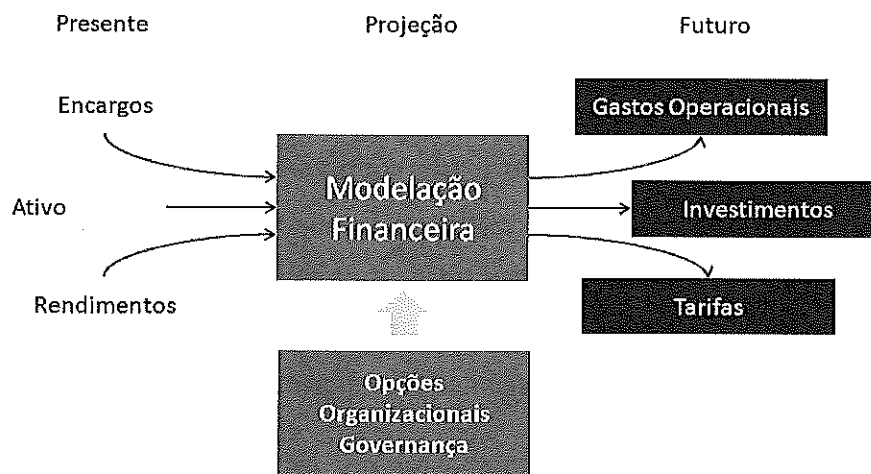 Presente
Projeção
Futuro
Encargos
Ativo
Rendimentos
Modelação
Financeira
Opções
Organizacionais
Governança
Gastos Operacionais
Investimentos
Tarifas